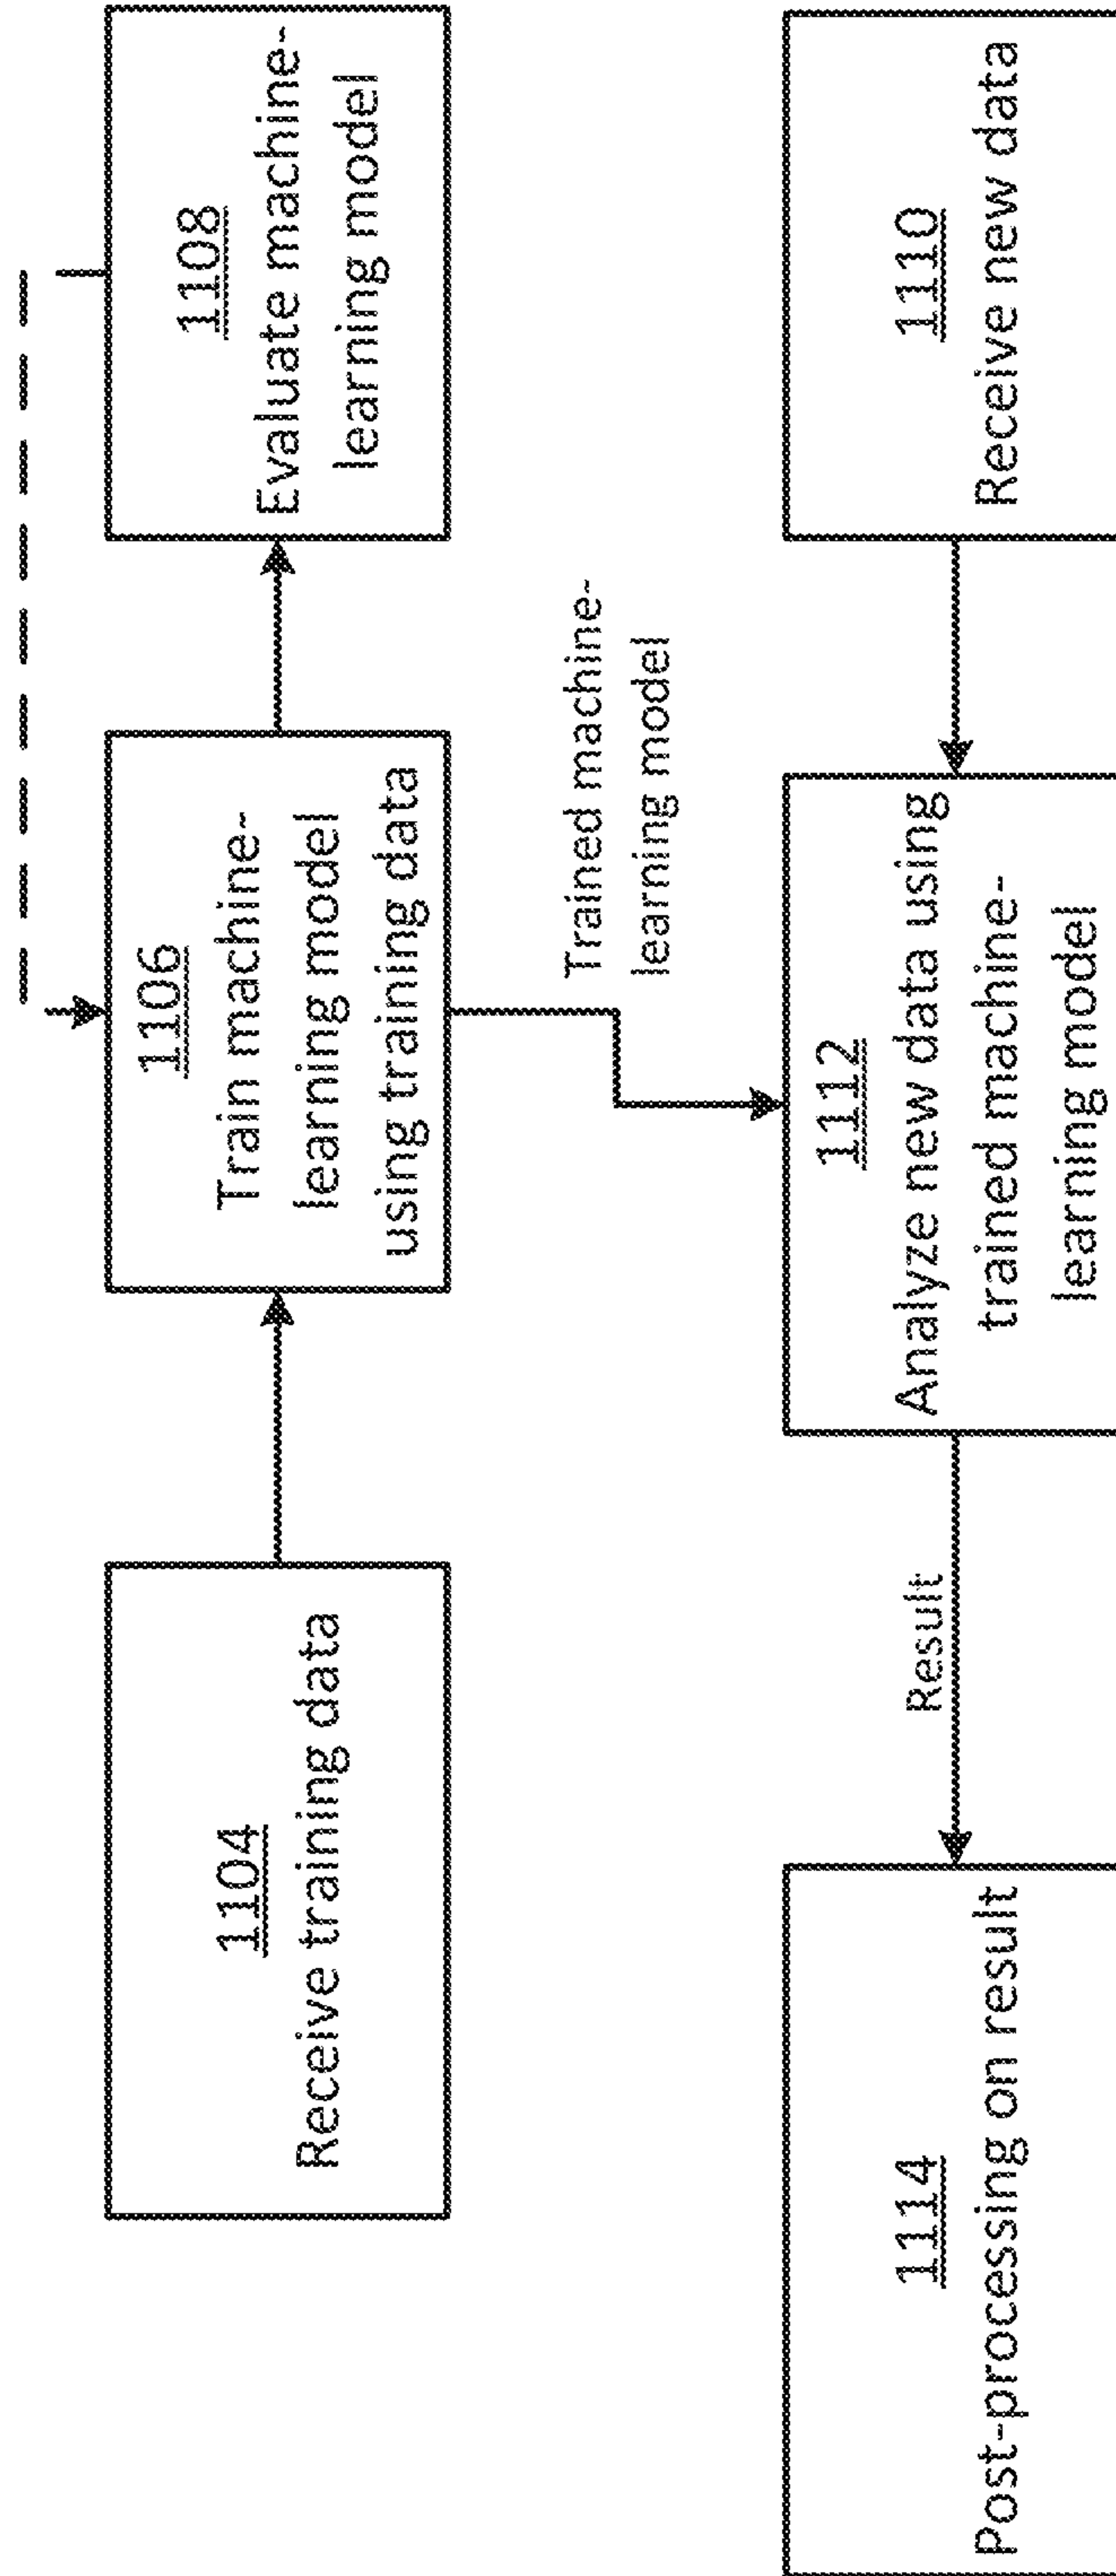 1104
Receive training data
1106
Train machine-
learning model
using training data
1108
Evaluate machine-
learning model
Trained machine-
learning model
1110
Receive new data
1112
Analyze new data using
trained machine-
learning model
Result
1114
Post-processing on result